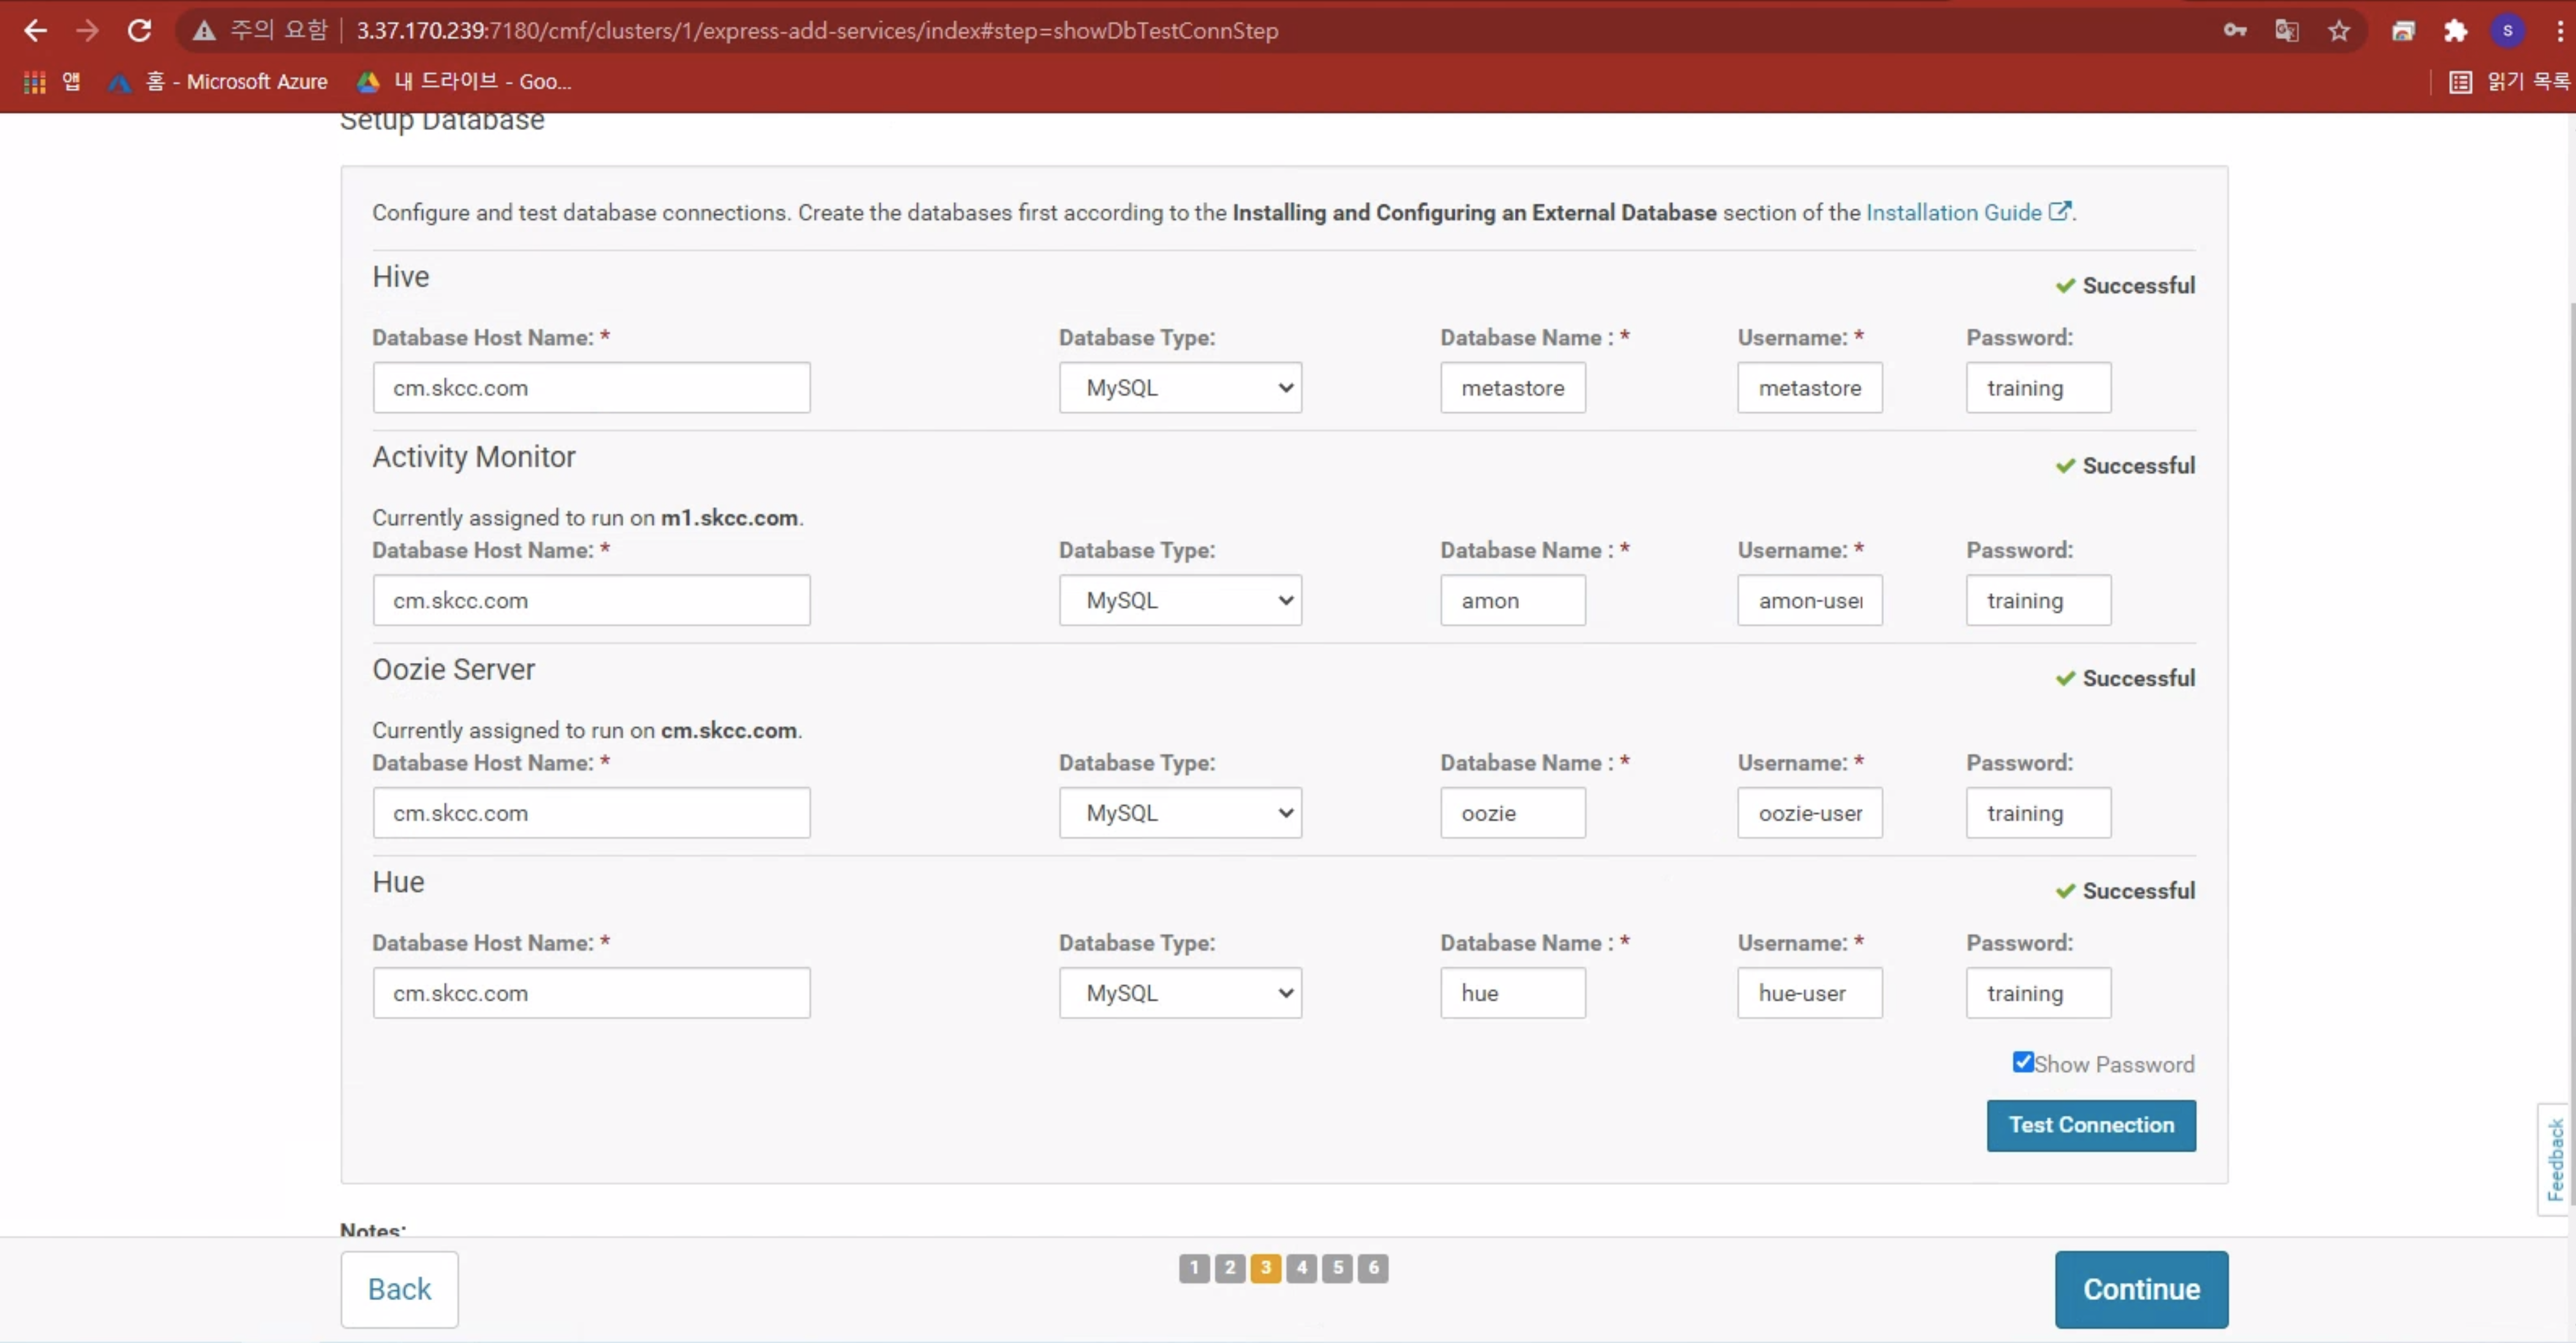 주의 요함 3.37.170.239:7180/cmf/clusters/1/express-add-services/index#step=showDbTestConnStep S
앱 홈 - Microsoft Azure 내 드라이브 - Goo... 읽기 목록
Setup Database
Configure and test database connections. Create the databases first according to the Installing and Configuring an External Database section of the Installation Guide.
Hive
Successful
Database Host Name: * Database Type: Database Name : * Username: * Password:
cm.skcc.com MySQL metastore metastore training
Activity Monitor
Successful
Currently assigned to run on m1.skcc.com.
Database Host Name: * Database Type: Database Name : * Username: * Password:
cm.skcc.com MySQL amon amon-user training
Oozie Server
Successful
Currently assigned to run on cm.skcc.com.
Database Host Name: * Database Type: Database Name : * Username: * Password:
cm.skcc.com MySQL oozie oozie-user training
Hue
Successful
Database Host Name: * Database Type: Database Name : * Username: * Password:
cm.skcc.com MySQL hue hue-user training
Show Password
Test Connection
Feedback
Notes:
Back 1 2 3 4 5 6 Continue